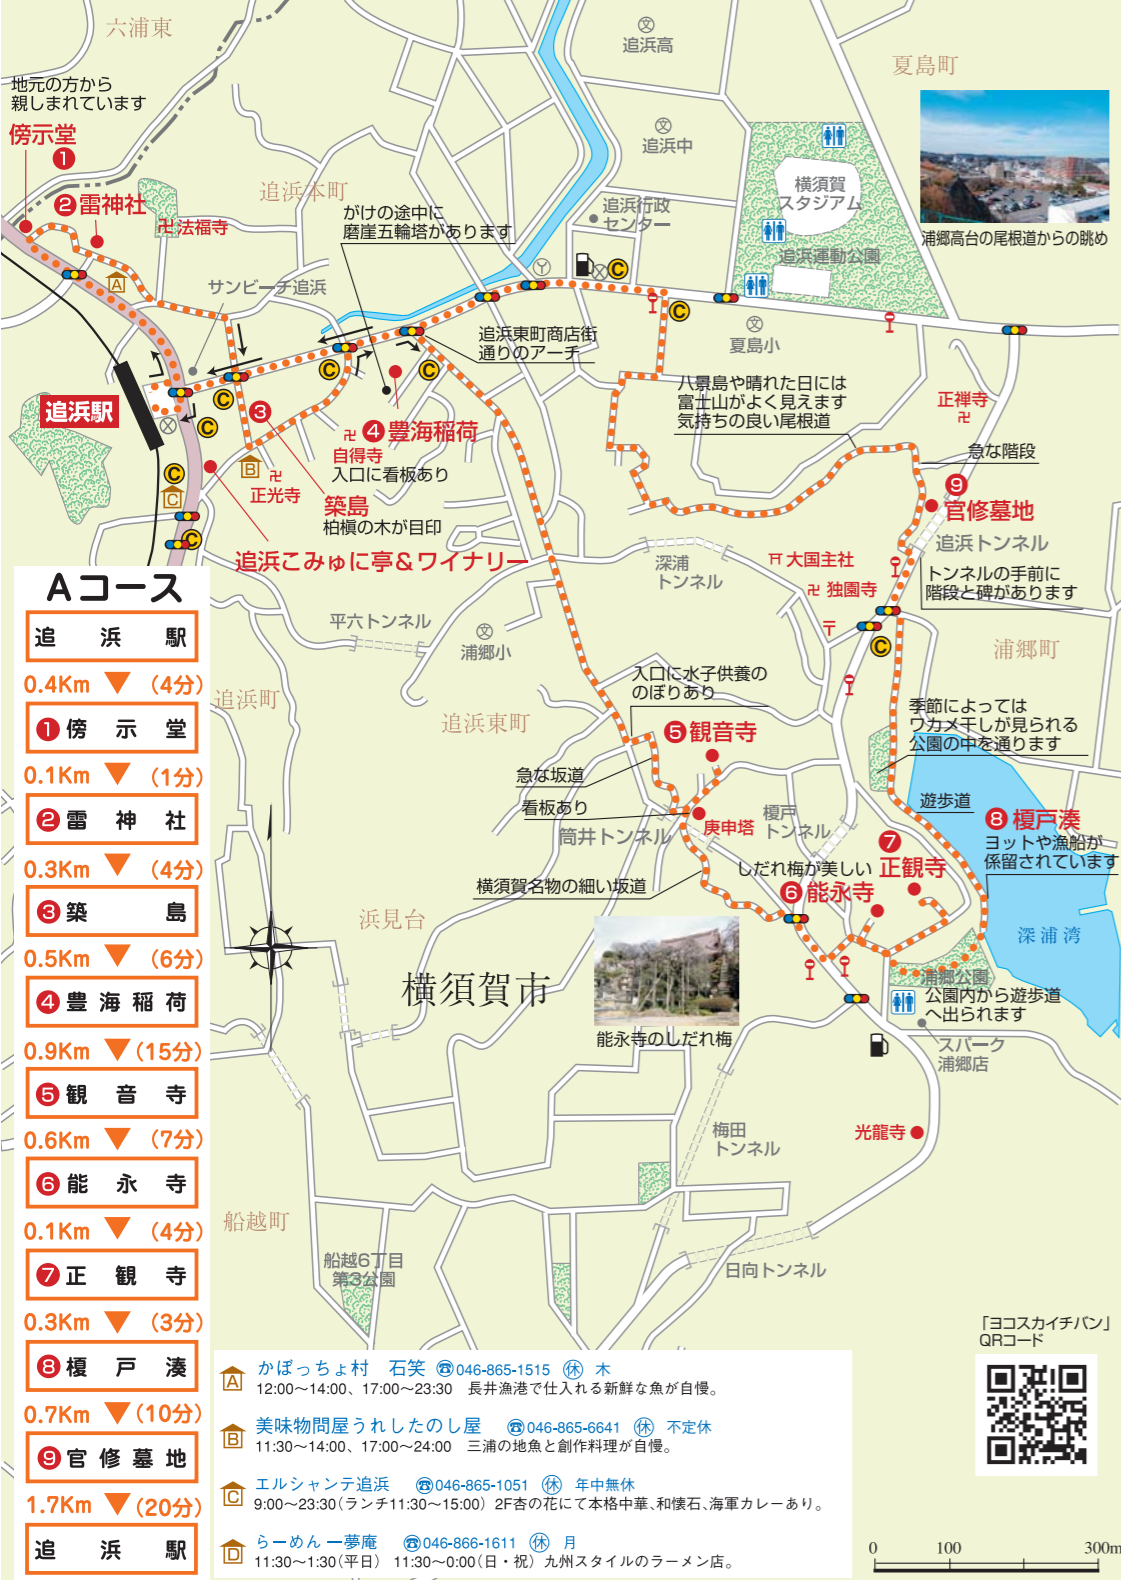 六浦東
追浜高
夏島町
地元の方から
親しまれています
傍示堂
1
追浜中
2 雷神社
追浜本町
卍法福寺
横須賀
スタジアム
がけの途中に
磨崖五輪塔があります
追浜行政
センター
浦郷高台の尾根道からの眺め
追浜運動公園
A
サンビーチ追浜
C
C
追浜東町商店街
通りのアーチ
夏島小
C
C
八景島や晴れた日には
富士山がよく見えます
気持ちの良い尾根道
C
正禅寺
卍
追浜駅
3
C
卍 4 豊海稲荷
自得寺
入口に看板あり
急な階段
B
卍
正光寺
C
C
9
官修墓地
築島
柏槇の木が目印
C
追浜トンネル
追浜こみゅに亭&ワイナリー
深浦
トンネル
大国主社
卍 独園寺
トンネルの手前に
階段と碑があります
〒
平六トンネル
浦郷小
C
浦郷町
入口に水子供養の
のぼりあり
追浜町
追浜東町
季節によっては
ワカメ干しが見られる
公園の中を通ります
5 観音寺
急な坂道
看板あり
遊歩道
庚申塔
榎戸
トンネル
筒井トンネル
8 榎戸湊
ヨットや漁船が
係留されています
7
正観寺
しだれ梅が美しい
横須賀名物の細い坂道
6 能永寺
浜見台
深浦湾
横須賀市
浦郷公園
公園内から遊歩道
へ出られます
能永寺のしだれ梅
スパーク
浦郷店
梅田
トンネル
光龍寺
船越町
船越6丁目
第3公園
日向トンネル
Aコース
追浜駅
0.4Km ▼ (4分)
1 傍示堂
0.1Km ▼ (1分)
2 雷神社
0.3Km ▼ (4分)
3 築島
0.5Km ▼ (6分)
4 豊海稲荷
0.9Km ▼ (15分)
5 観音寺
0.6Km ▼ (7分)
6 能永寺
0.1Km ▼ (4分)
7 正観寺
0.3Km ▼ (3分)
8 榎戸湊
0.7Km ▼ (10分)
9 官修墓地
1.7Km ▼ (20分)
追浜駅
「ヨコスカイチバン」
QRコード
A かぼっちょ村 石笑 ☎046-865-1515 休 木
12:00〜14:00、17:00〜23:30 長井漁港で仕入れる新鮮な魚が自慢。
B 美味物問屋うれしたのし屋 ☎046-865-6641 休 不定休
11:30〜14:00、17:00〜24:00 三浦の地魚と創作料理が自慢。
C エルシャンテ追浜 ☎046-865-1051 休 年中無休
9:00〜23:30(ランチ11:30〜15:00) 2F杏の花にて本格中華、和懐石、海軍カレーあり。
D らーめん 一夢庵 ☎046-866-1611 休 月
11:30〜1:30(平日) 11:30〜0:00(日・祝) 九州スタイルのラーメン店。
0 100 300m